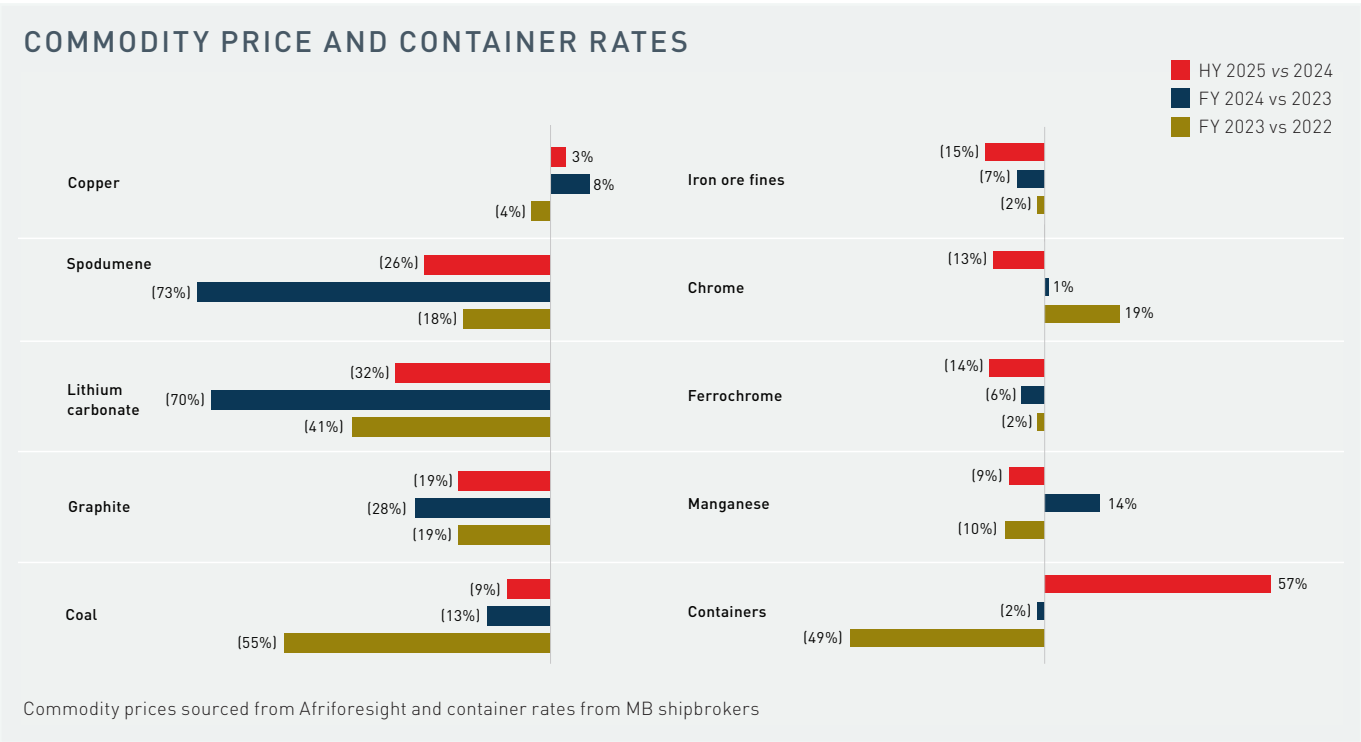 COMMODITY PRICE AND CONTAINER RATES
HY 2025 vs 2024
FY 2024 vs 2023
FY 2023 vs 2022
Copper
3%
8%
(4%)
Spodumene
(26%)
(73%)
(18%)
Lithium
carbonate
(32%)
(70%)
(41%)
Graphite
(19%)
(28%)
(19%)
Coal
(9%)
(13%)
(55%)
Iron ore fines
(15%)
(7%)
(2%)
Chrome
(13%)
1%
19%
Ferrochrome
(14%)
(6%)
(2%)
Manganese
(9%)
14%
(10%)
Containers
57%
(2%)
(49%)
Commodity prices sourced from Afriforesight and container rates from MB shipbrokers